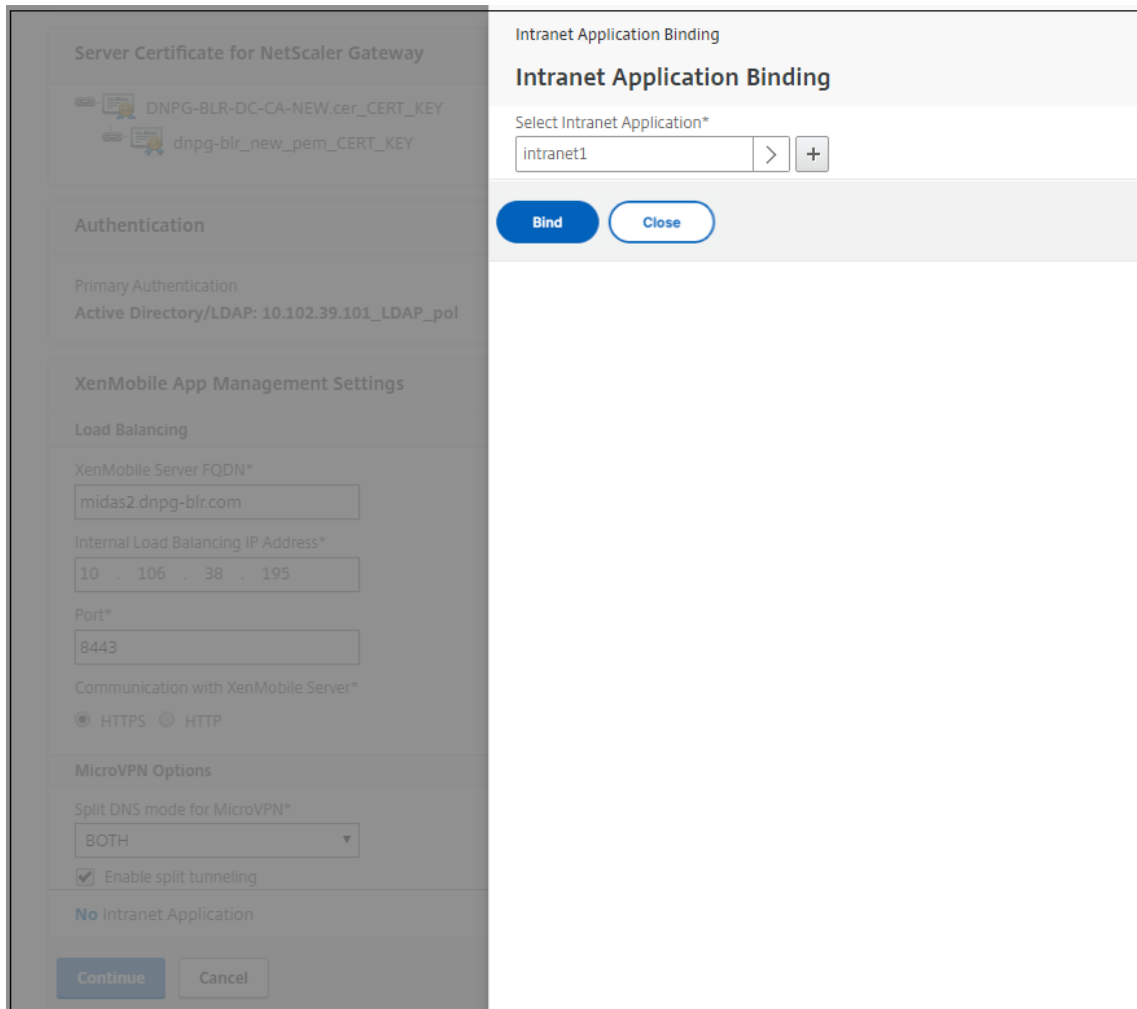 Server Certificate for NetScaler Gateway
DNPG-BLR-DC-CA-NEW.cer_CERT_KEY
dnpg-blr_new_pem_CERT_KEY
Authentication
Primary Authentication
Active Directory/LDAP: 10.102.39.101_LDAP_pol
XenMobile App Management Settings
Load Balancing
XenMobile Server FQDN*
midas2.dnpg-blr.com
Internal Load Balancing IP Address*
10 . 106 . 38 . 195
Port*
8443
Communication with XenMobile Server*
HTTPS HTTP
MicroVPN Options
Split DNS mode for MicroVPN*
BOTH
Enable split tunneling
No Intranet Application
Continue Cancel
Intranet Application Binding
Intranet Application Binding
Select Intranet Application*
intranet1 > +
Bind Close